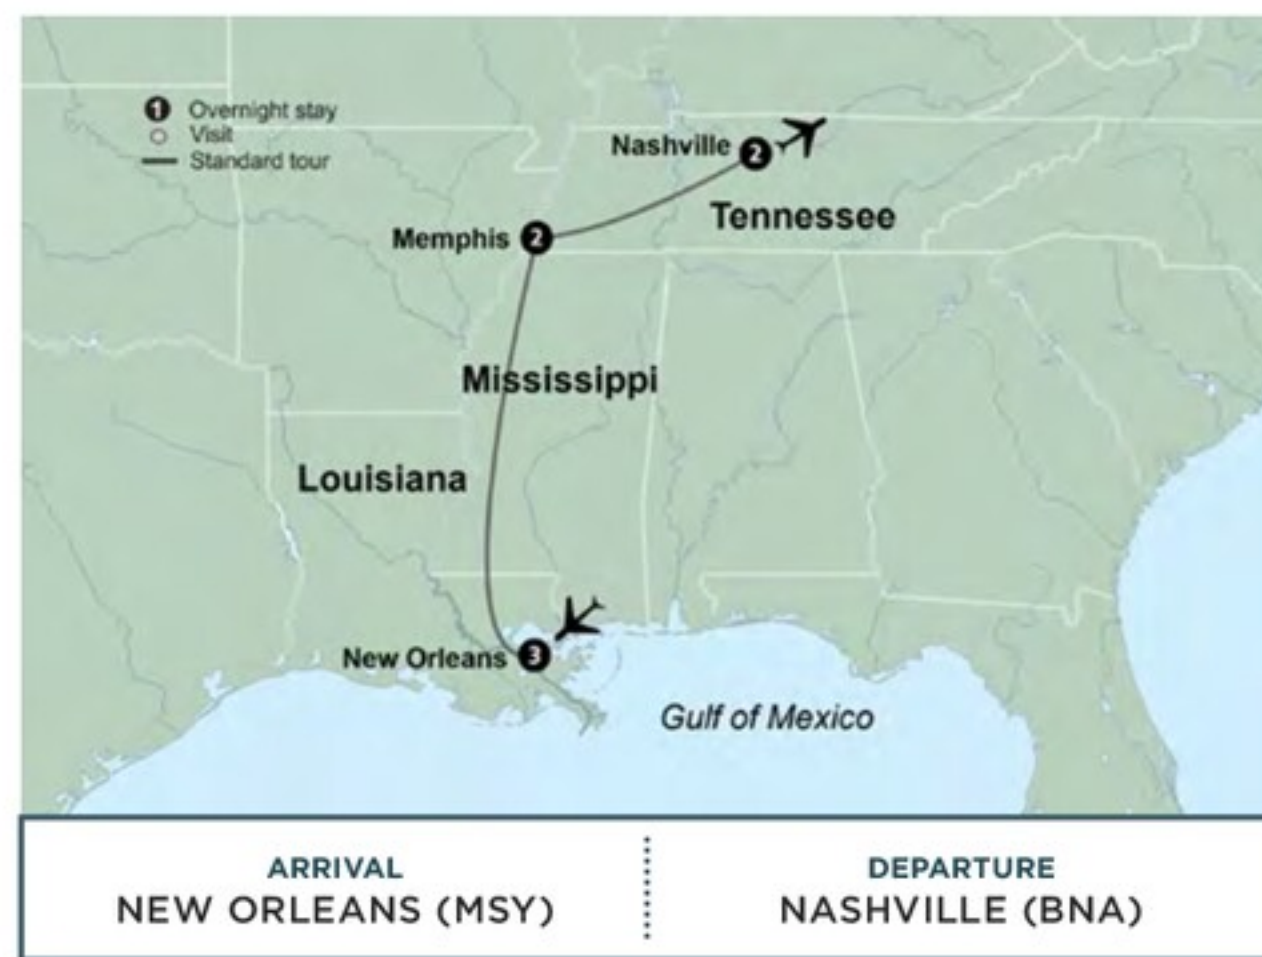 1 Overnight stay
Visit
Standard tour
Nashville 2
Tennessee
Memphis 2
Mississippi
Louisiana
New Orleans 3
Gulf of Mexico
ARRIVAL
NEW ORLEANS (MSY)
DEPARTURE
NASHVILLE (BNA)